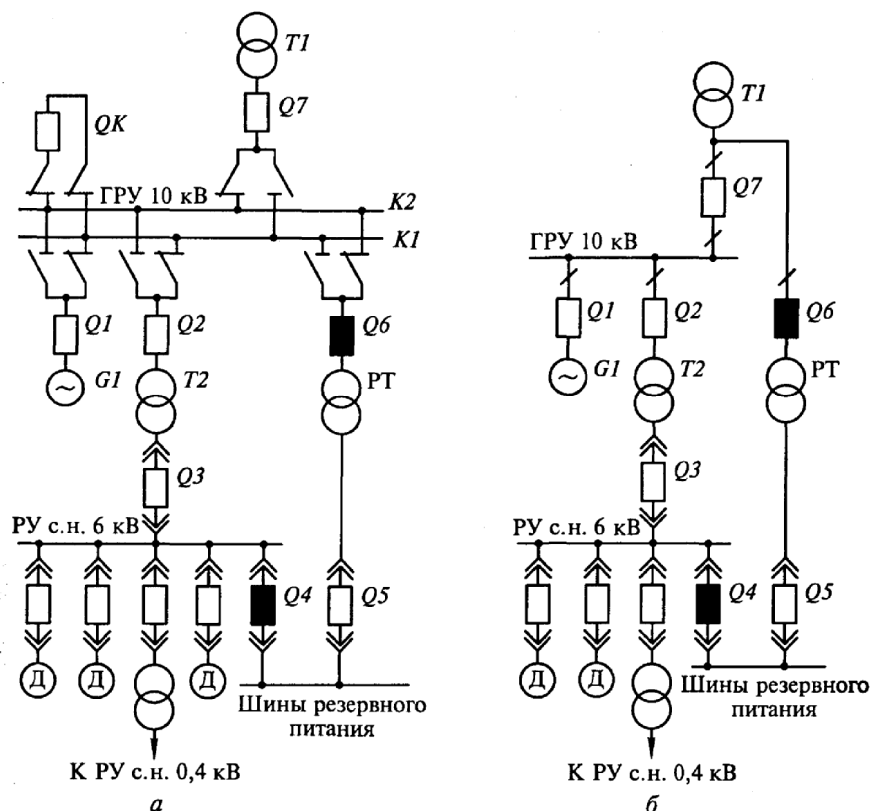 T1
Q7
QK
ГРУ 10 кВ
K2
K1
Q1
Q2
Q6
~
G1
T2
РТ
Q3
РУ с.н. 6 кВ
Q4
Q5
Д
Д
Д
Шины резервного
питания
К РУ с.н. 0,4 кВ
а
T1
Q7
ГРУ 10 кВ
Q1
Q2
Q6
~
G1
T2
РТ
Q3
РУ с.н. 6 кВ
Q4
Q5
Д
Д
Шины резервного
питания
К РУ с.н. 0,4 кВ
б